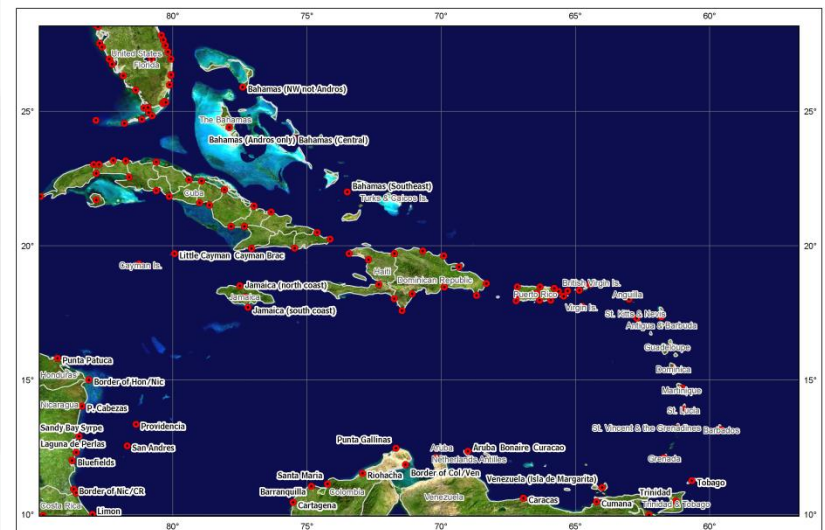 80° 75° 70° 65° 60°
United States
Florida
Bahamas (NW not Andros)
25° 25°
The Bahamas
Bahamas (Andros only) Bahamas (Central)
Bahamas (Southeast)
Cuba
Turks & Caicos Is.
20° 20°
Little Cayman Cayman Brac
Cayman Is.
Haiti
Dominican Republic
Jamaica (north coast)
British Virgin Is.
Jamaica
Puerto Rico
Anguilla
Jamaica (south coast)
Virgin Is.
St. Kitts & Nevis
Antigua & Barbuda
Guadeloupe
Punta Patuca
Dominica
15° 15°
Honduras
Border of Hon/Nic
Martinique
Nicaragua
P. Cabezas
St. Lucia
Sandy Bay Syrpe
Providencia
St. Vincent & the Grenadines
Barbados
Laguna de Perlas
San Andres
Punta Gallinas
Aruba
Aruba Bonaire Curacao
Netherlands Antilles
Grenada
Bluefields
Santa Maria
Riohacha
Border of Col/Ven
Venezuela (Isla de Margarita)
Tobago
Border of Nic/CR
Barranquilla
Colombia
Venezuela
Trinidad
Costa Rica
Limon
Cartagena
Caracas
Cumana
Trinidad & Tobago
10° 10°
80° 75° 70° 65° 60°